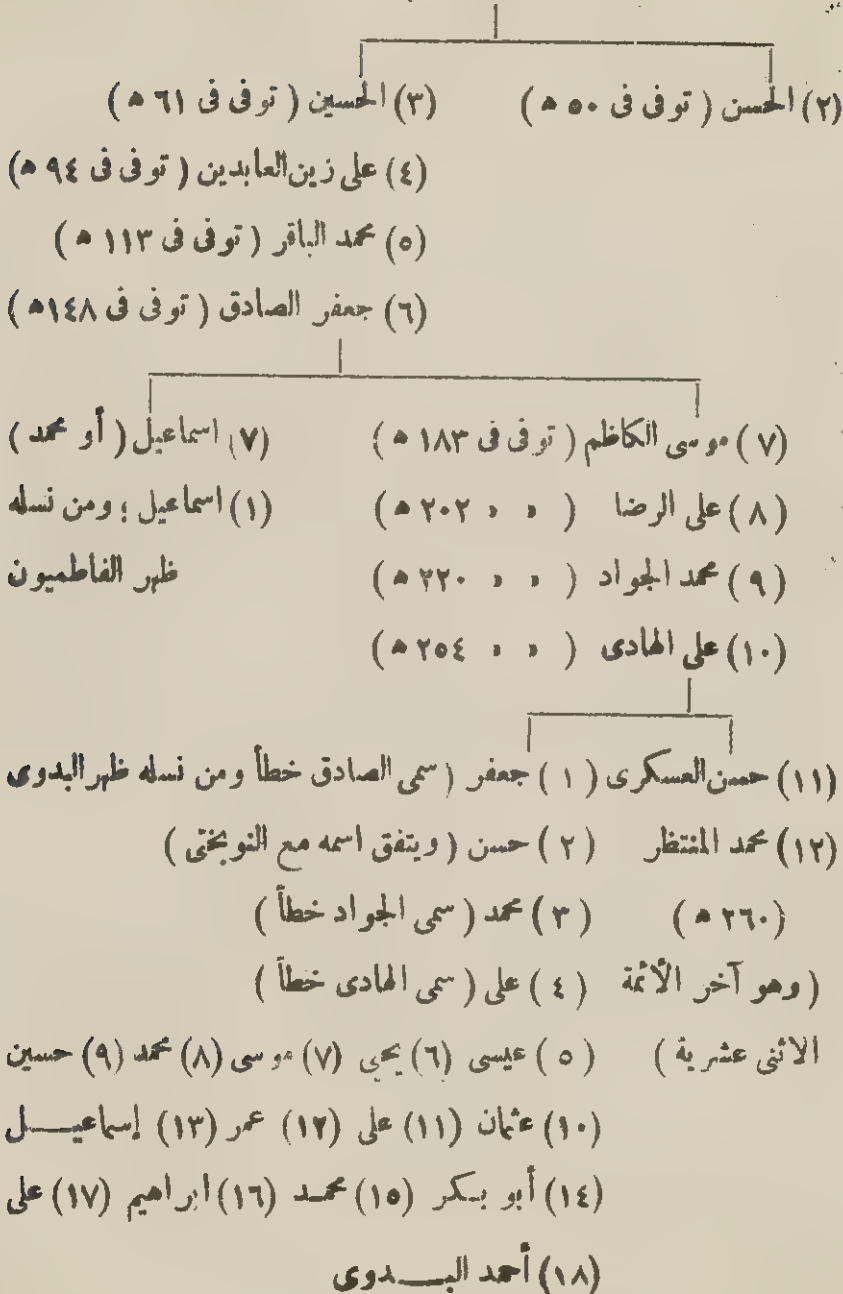 (٢) الحسن ( توفى فى ٥٠ ه ) (٣) الحسين ( توفى فى ٦١ ه )
(٤) على زين العابدين ( توفى فى ٩٤ ه )
(٥) محمد الباقر ( توفى فى ١١٣ ه )
(٦) جعفر الصادق ( توفى فى ١٤٨ ه )
(٧) موسى الكاظم ( توفى فى ١٨٣ ه ) (٧) اسماعيل ( أو محمد )
(٨) على الرضا ( » » ٢٠٢ ه ) (١) اسماعيل ؛ ومن نسله
(٩) محمد الجواد ( » » ٢٢٠ ه ) ظهر الفاطميون
(١٠) على الهادى ( » » ٢٥٤ ه )
(١١) حسن العسكرى (١) جعفر ( سمى الصادق خطأ ومن نسله ظهر البدوى
(١٢) محمد المنتظر (٢) حسن ( ويتفق اسمه مع النوبختى )
(٢٦٠ ه ) (٣) محمد ( سمى الجواد خطأ )
( وهو آخر الأئمة (٤) على ( سمى الهادى خطأ )
الاثنى عشرية ) (٥) عيسى (٦) يحيى (٧) موسى (٨) محمد (٩) حسين
(١٠) عثمان (١١) على (١٢) عمر (١٣) إسماعيل
(١٤) أبو بكر (١٥) محمد (١٦) ابراهيم (١٧) على
(١٨) أحمد البدوى